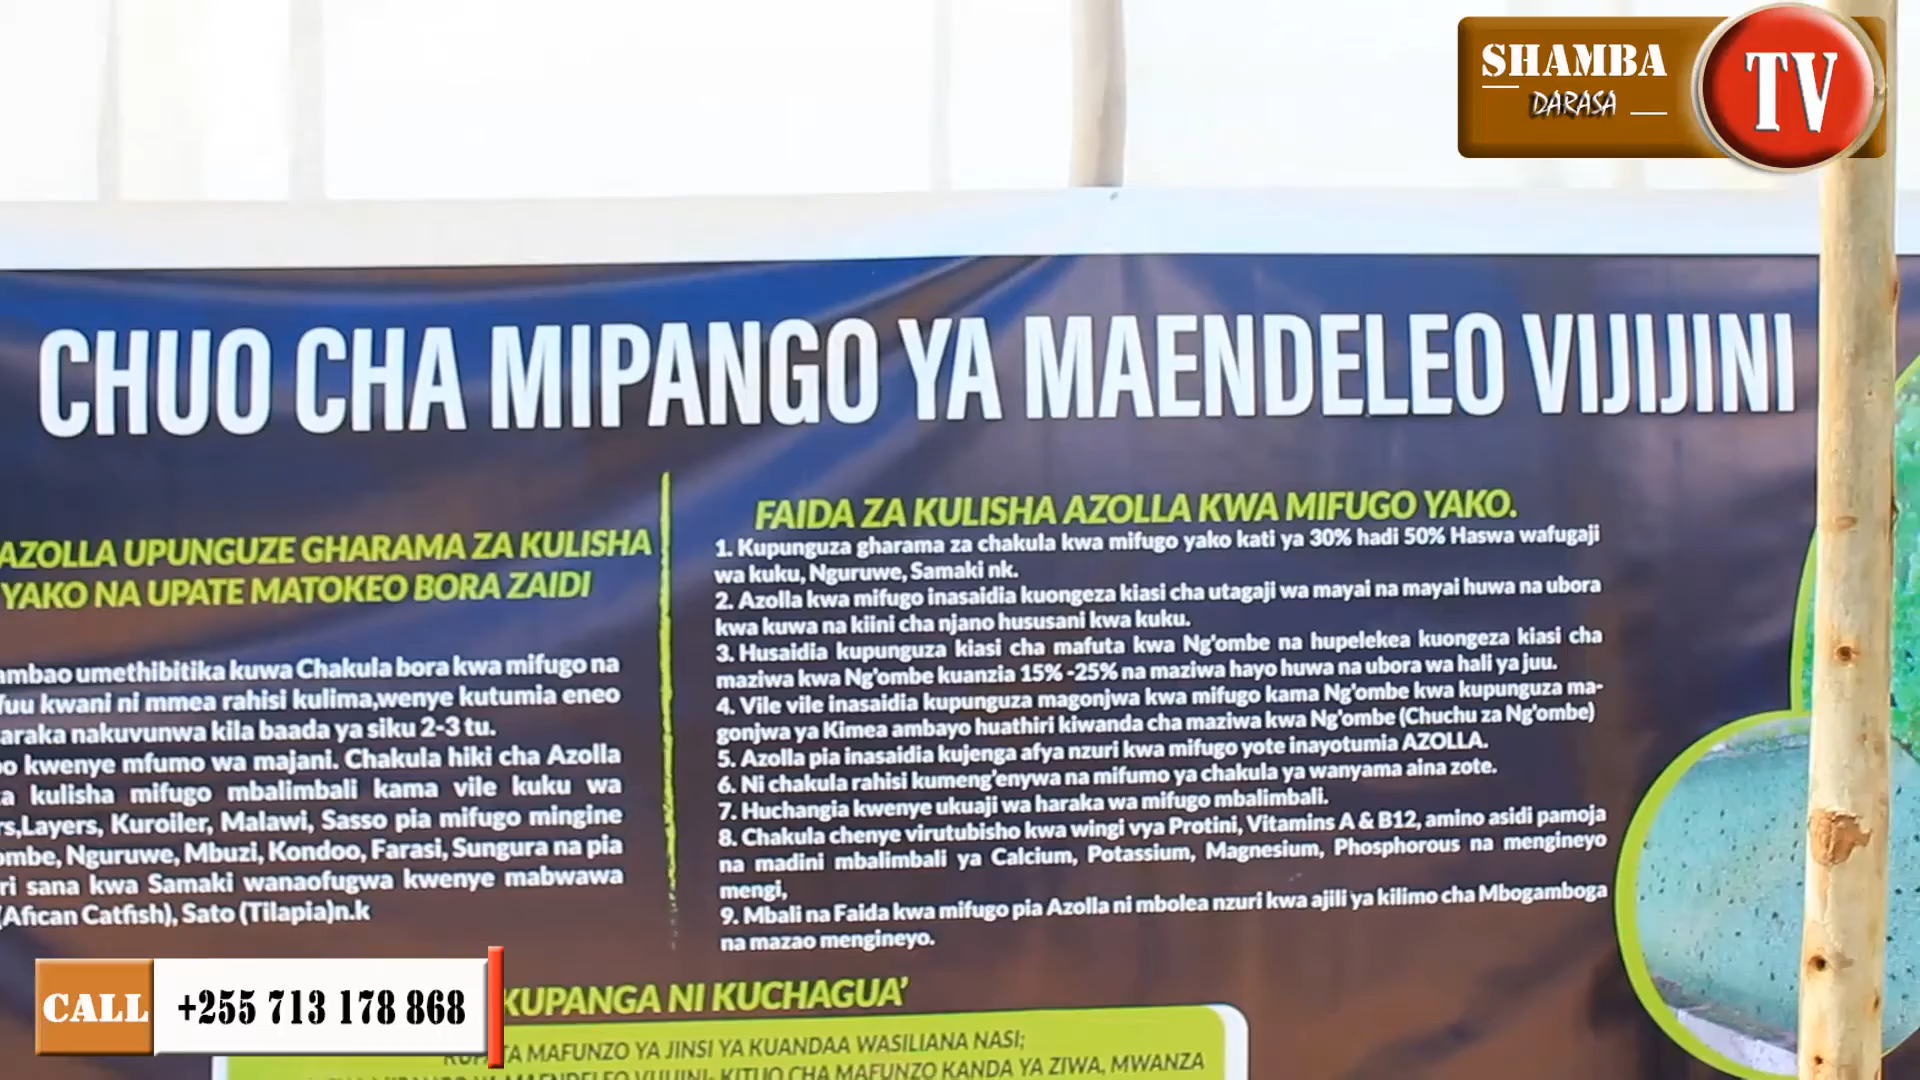 SHAMBA
DARASA
TV
CHUO CHA MIPANGO YA MAENDELEO VIJIJINI
AZOLLA UPUNGUZE GHARAMA ZA KULISHA
YAKO NA UPATE MATOKEO BORA ZAIDI
ambao umethibitika kuwa Chakula bora kwa mifugo na
kwani ni mmea rahisi kulima,wenye kutumia eneo
nakuvunwa kila baada ya siku 2-3 tu.
kwenye mfumo wa majani. Chakula hiki cha Azolla
kulisha mifugo mbalimbali kama vile kuku wa
Layers, Kuroiler, Malawi, Sasso pia mifugo mingine
Nguruwe, Mbuzi, Kondoo, Farasi, Sungura na pia
sana kwa Samaki wanaofugwa kwenye mabwawa
(Afican Catfish), Sato (Tilapia)n.k
FAIDA ZA KULISHA AZOLLA KWA MIFUGO YAKO.
1. Kupunguza gharama za chakula kwa mifugo yako kati ya 30% hadi 50% Haswa wafugaji
wa kuku, Nguruwe, Samaki nk.
2. Azolla kwa mifugo inasaidia kuongeza kiasi cha utagaji wa mayai na mayai huwa na ubora
kwa kuwa na kiini cha njano hususani kwa kuku.
3. Husaidia kupunguza kiasi cha mafuta kwa Ng'ombe na hupelekea kuongeza kiasi cha
maziwa kwa Ng'ombe kuanzia 15% -25% na maziwa hayo huwa na ubora wa hali ya juu.
4. Vile vile inasaidia kupunguza magonjwa kwa mifugo kama Ng'ombe kwa kupunguza ma-
gonjwa ya Kimea ambayo huathiri kiwanda cha maziwa kwa Ng'ombe (Chuchu za Ng'ombe)
5. Azolla pia inasaidia kujenga afya nzuri kwa mifugo yote inayotumia AZOLLA.
6. Ni chakula rahisi kumeng'enywa na mifumo ya chakula ya wanyama aina zote.
7. Huchangia kwenye ukuaji wa haraka wa mifugo mbalimbali.
8. Chakula chenye virutubisho kwa wingi vya Protini, Vitamins A & B12, amino asidi pamoja
na madini mbalimbali ya Calcium, Potassium, Magnesium, Phosphorous na mengineyo
mengi,
9. Mbali na Faida kwa mifugo pia Azolla ni mbolea nzuri kwa ajili ya kilimo cha Mbogamboga
na mazao mengineyo.
KUPANGA NI KUCHAGUA'
MAFUNZO YA JINSI YA KUANDAA WASILIANA NASI;
YA MAENDELEO VIJIJINI- KITUO CHA MAFUNZO KANDA YA ZIWA, MWANZA
CALL +255 713 178 868